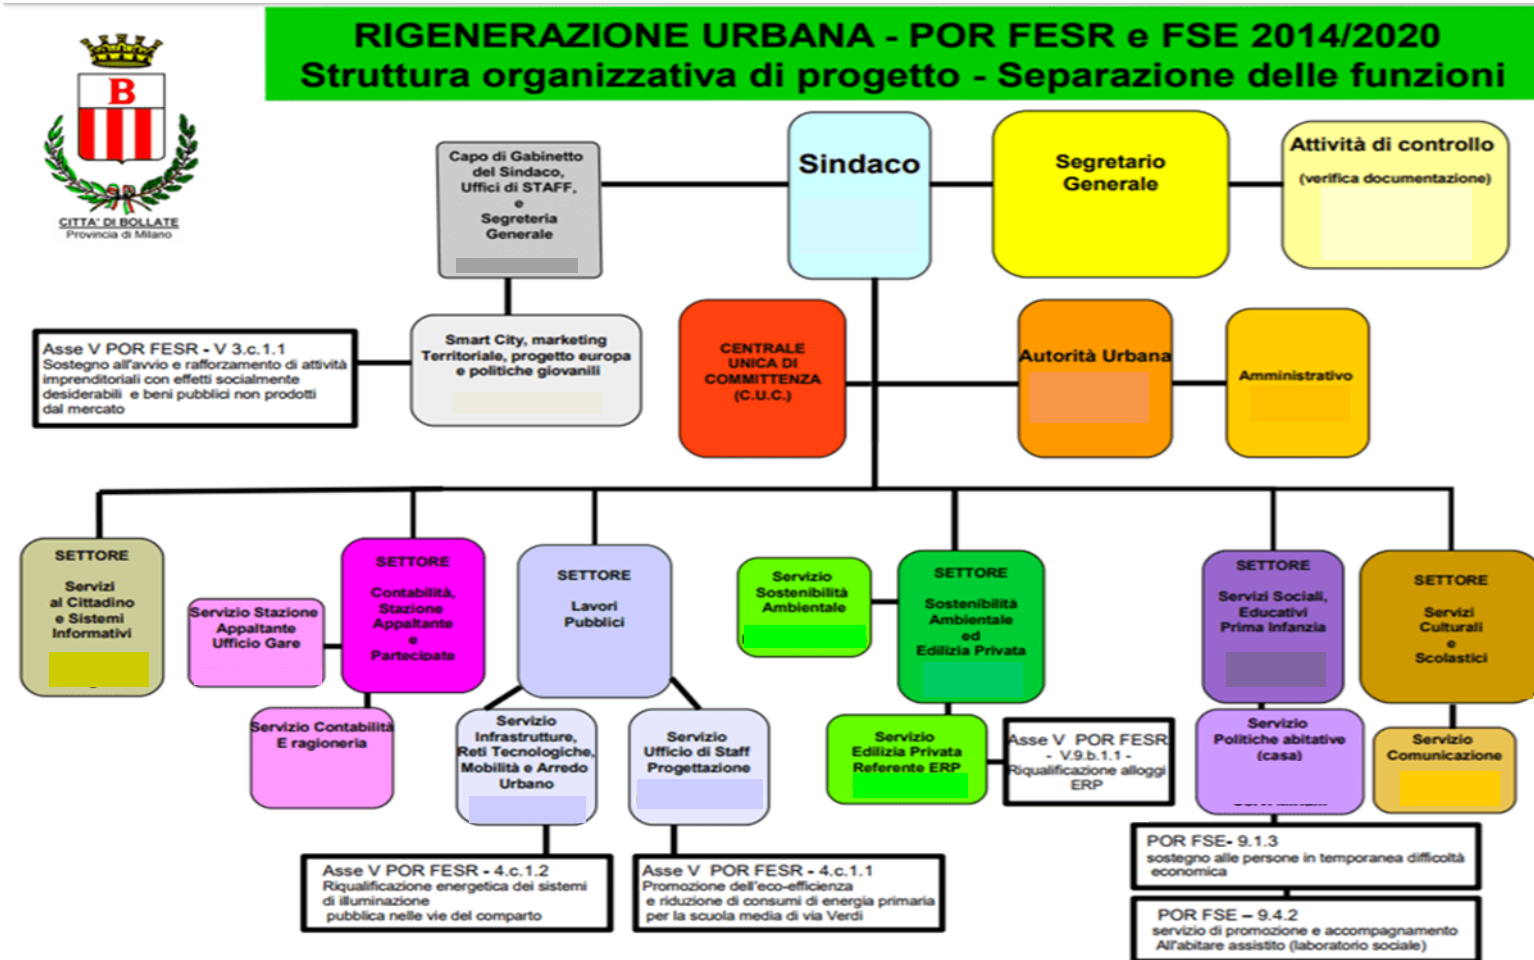 RIGENERAZIONE URBANA - POR FESR e FSE 2014/2020
Struttura organizzativa di progetto - Separazione delle funzioni
B
CITTA' DI BOLLATE
Provincia di Milano
Capo di Gabinetto
del Sindaco,
Uffici di STAFF,
e
Segreteria
Generale
Sindaco
Segretario
Generale
Attività di controllo
(verifica documentazione)
Asse V POR FESR - V 3.c.1.1
Sostegno all'avvio e rafforzamento di attività
imprenditoriali con effetti socialmente
desiderabili e beni pubblici non prodotti
dal mercato
Smart City, marketing
Territoriale, progetto europa
e politiche giovanili
CENTRALE
UNICA DI
COMMITTENZA
(C.U.C.)
Autorità Urbana
Amministrativo
SETTORE
Servizi
al Cittadino
e Sistemi
Informativi
Servizio Stazione
Appaltante
Ufficio Gare
SETTORE
Contabilità,
Stazione
Appaltante
e
Partecipate
Servizio Contabilità
E ragioneria
SETTORE
Lavori
Pubblici
Servizio
Infrastrutture,
Reti Tecnologiche,
Mobilità e Arredo
Urbano
Servizio
Ufficio di Staff
Progettazione
Asse V POR FESR - 4.c.1.2
Riqualificazione energetica dei sistemi
di illuminazione
pubblica nelle vie del comparto
Asse V POR FESR - 4.c.1.1
Promozione dell'eco-efficienza
e riduzione di consumi di energia primaria
per la scuola media di via Verdi
Servizio
Sostenibilità
Ambientale
SETTORE
Sostenibilità
Ambientale
ed
Edilizia Privata
Servizio
Edilizia Privata
Referente ERP
Asse V POR FESR
- V.9.b.1.1 -
Riqualificazione alloggi
ERP
SETTORE
Servizi Sociali,
Educativi
Prima Infanzia
Servizio
Politiche abitative
(casa)
SETTORE
Servizi
Culturali
e
Scolastici
Servizio
Comunicazione
POR FSE- 9.1.3
sostegno alle persone in temporanea difficoltà
economica
POR FSE – 9.4.2
servizio di promozione e accompagnamento
All'abitare assistito (laboratorio sociale)